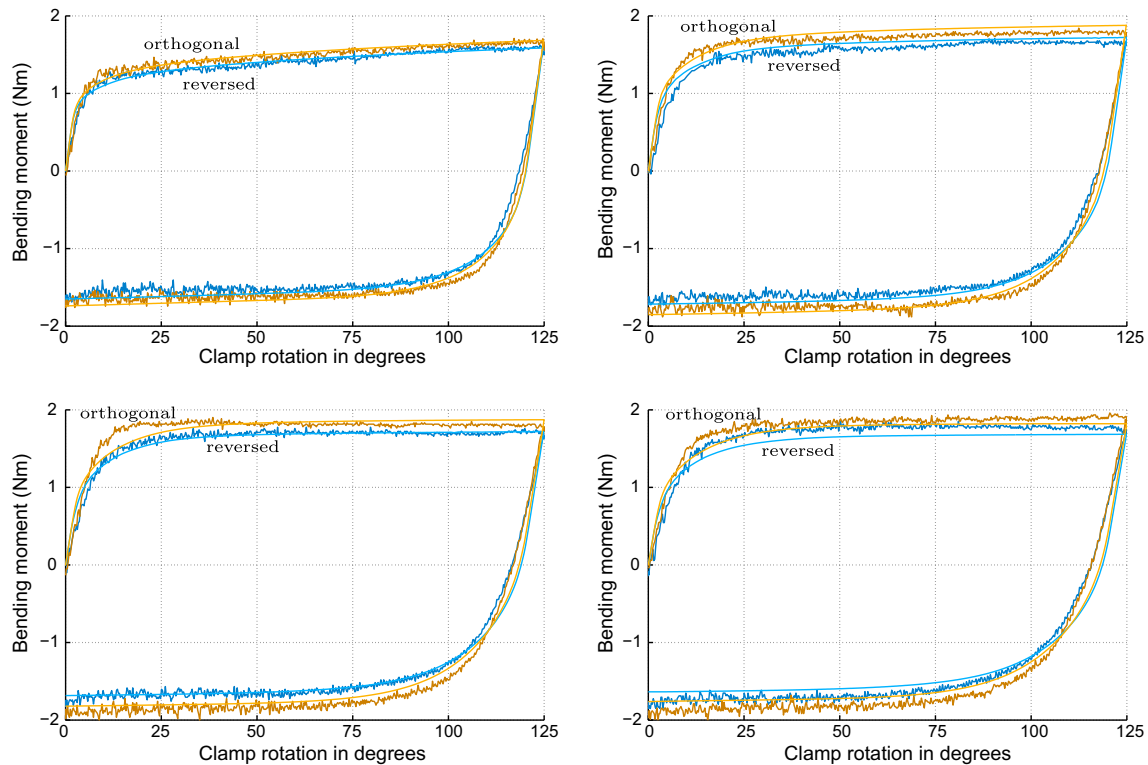 2
1
0
−1
−2
0
25
50
75
100
125
Bending moment (Nm)
Clamp rotation in degrees
orthogonal
reversed
2
1
0
−1
−2
0
25
50
75
100
125
Bending moment (Nm)
Clamp rotation in degrees
orthogonal
reversed
2
1
0
−1
−2
0
25
50
75
100
125
Bending moment (Nm)
Clamp rotation in degrees
orthogonal
reversed
2
1
0
−1
−2
0
25
50
75
100
125
Bending moment (Nm)
Clamp rotation in degrees
orthogonal
reversed